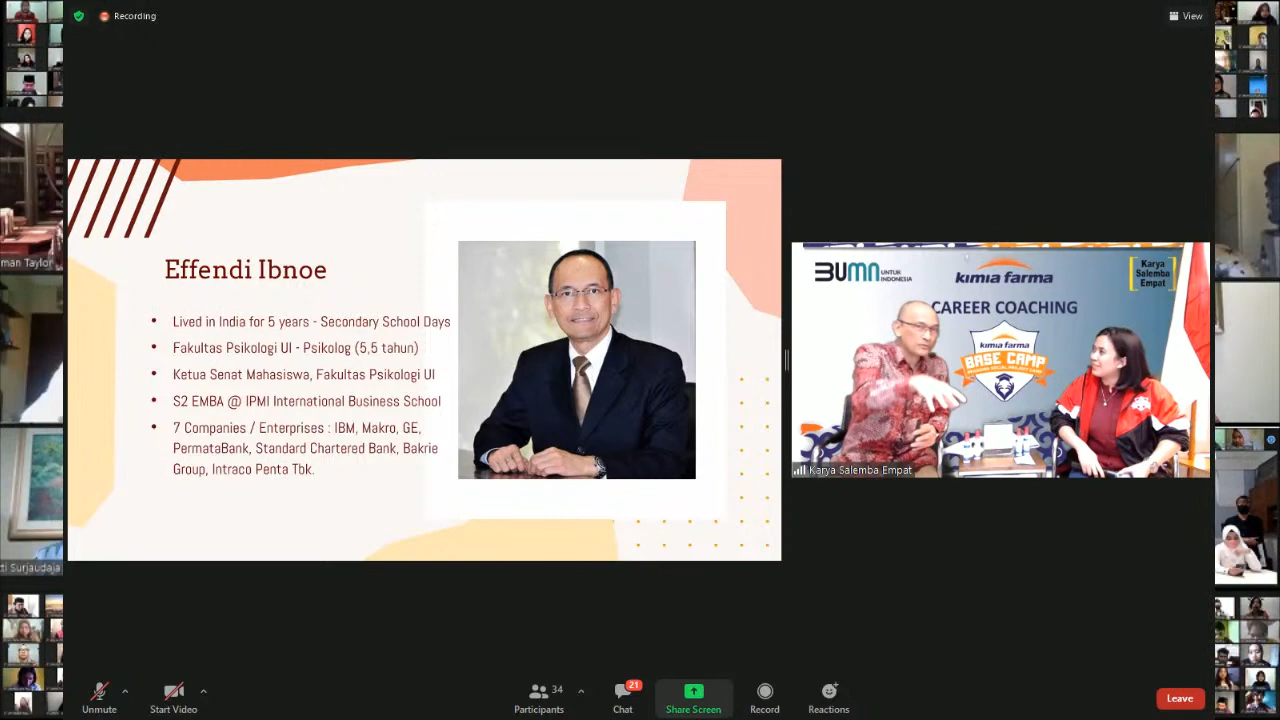 Recording
View
man Taylor
ti Surjaudaja
Effendi Ibnoe
• Lived in India for 5 years - Secondary School Days
• Fakultas Psikologi UI - Psikolog (5,5 tahun)
• Ketua Senat Mahasiswa Fakultas Psikologi UI
• S2 EMBA @ IPMI International Business School
• 7 Companies / Enterprises : IBM, Makro, GE,
PermataBank, Standard Chartered Bank, Bakrie
Group, Intraco Penta Tbk.
BUMN UNTUK
INDONESIA
kimia farma
Karya
Salemba
Empat
CAREER COACHING
kimia farma
BASE CAMP
Karya Salemba Empat
Unmute
Start Video
34
Participants
21
Chat
Share Screen
Record
Reactions
Leave